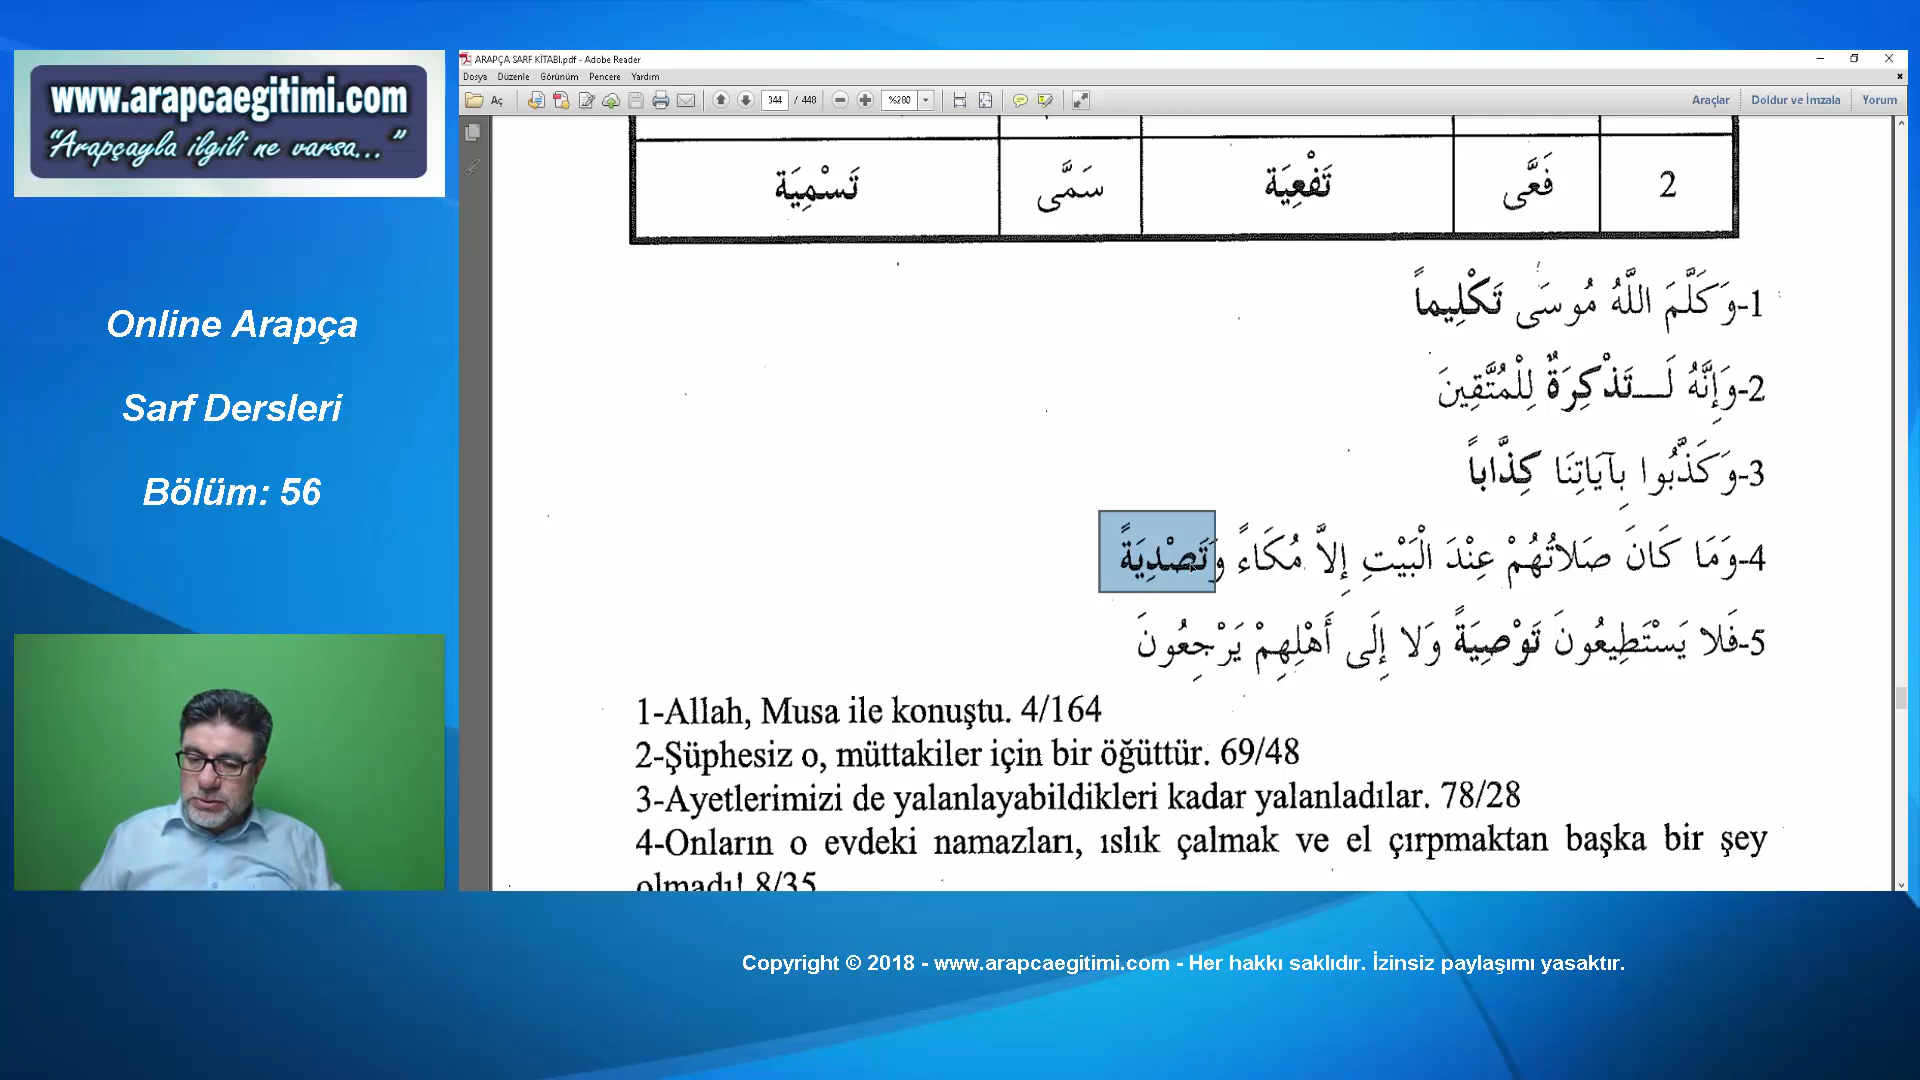 www.arapcaegitimi.com
“Arapçayla ilgili ne varsa...”
Online Arapça
Sarf Dersleri
Bölüm: 56
ARAPÇA SARF KİTABI.pdf - Adobe Reader
Dosya Düzenle Görünüm Pencere Yardım
Aç 344 / 448 %280 Araçlar Doldur ve İmzala Yorum
2 فَعَّى تَفْعِيَة سَمَّى تَسْمِيَة
1-وَكَلَّمَ اللَّهُ مُوسَى تَكْلِيماً
2-وَإِنَّهُ لَــتَذْكِرَةٌ لِلْمُتَّقِينَ
3-وَكَذَّبُوا بِآيَاتِنَا كِذَّاباً
4-وَمَا كَانَ صَلاتُهُمْ عِنْدَ الْبَيْتِ إِلاَّ مُكَاءً وَتَصْدِيَةً
5-فَلا يَسْتَطِيعُونَ تَوْصِيَةً وَلا إِلَى أَهْلِهِمْ يَرْجِعُونَ
1-Allah, Musa ile konuştu. 4/164
2-Şüphesiz o, müttakiler için bir öğüttür. 69/48
3-Ayetlerimizi de yalanlayabildikleri kadar yalanladılar. 78/28
4-Onların o evdeki namazları, ıslık çalmak ve el çırpmaktan başka bir şey
olmadı! 8/35
Copyright © 2018 - www.arapcaegitimi.com - Her hakkı saklıdır. İzinsiz paylaşımı yasaktır.